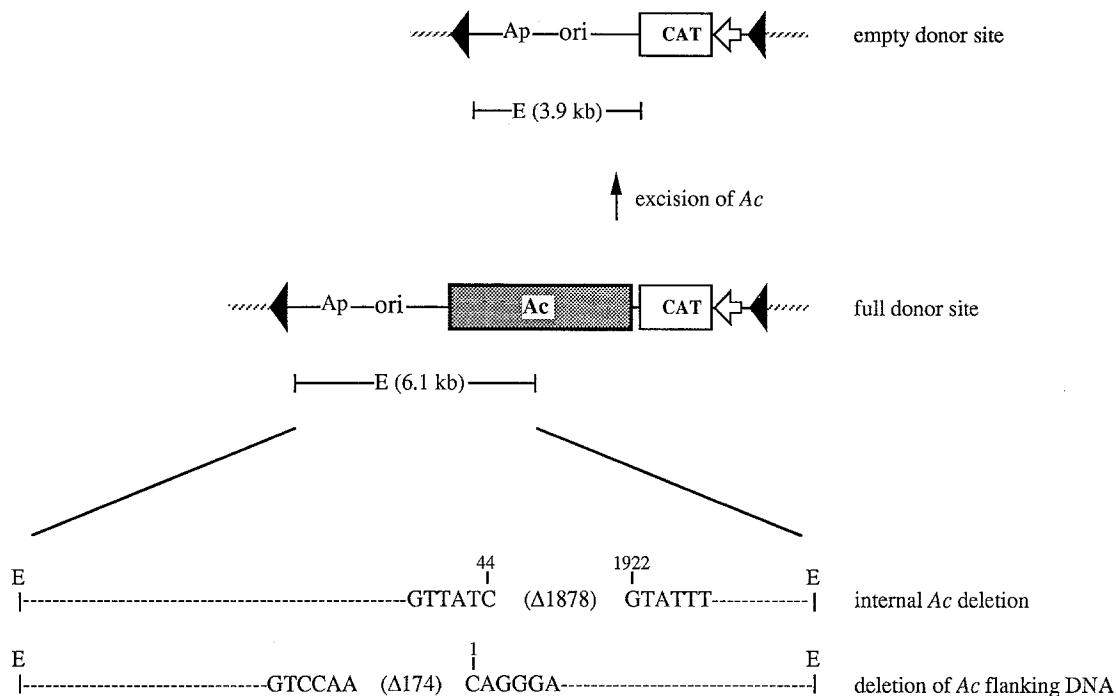 Ap ori CAT empty donor site
E (3.9 kb)
excision of Ac
Ap ori Ac CAT full donor site
E (6.1 kb)
44 1922
E E
GTTATC (Δ1878) GTATTT internal Ac deletion
1
E E
GTCCAA (Δ174) CAGGGA deletion of Ac flanking DNA